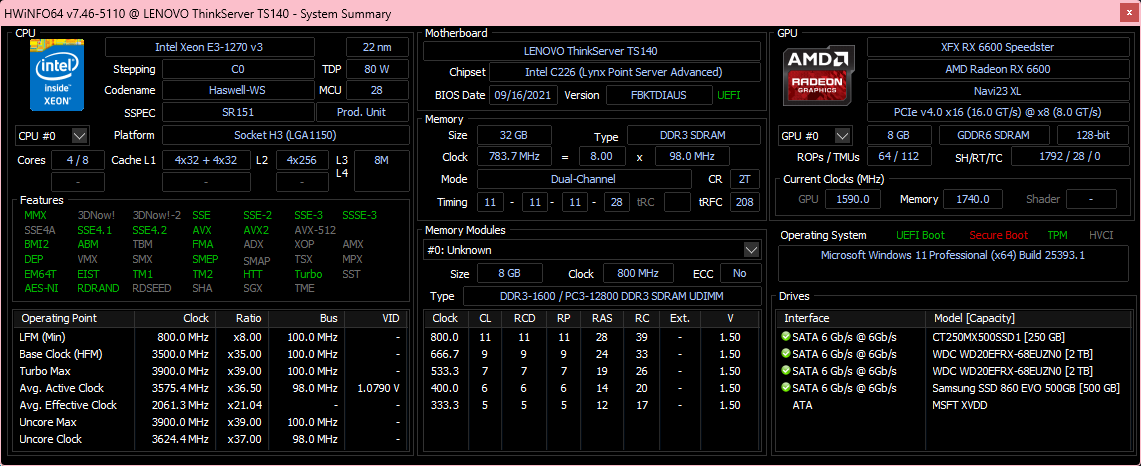 HWiNFO64 v7.46-5110 @ LENOVO ThinkServer TS140 - System Summary
CPU
intel inside™ XEON®
Intel Xeon E3-1270 v3 22 nm
Stepping C0 TDP 80 W
Codename Haswell-WS MCU 28
SSPEC SR151 Prod. Unit
CPU #0 Platform Socket H3 (LGA1150)
Cores 4 / 8 Cache L1 4x32 + 4x32 L2 4x256 L3 8M
- - - L4
Features
MMX 3DNow! 3DNow!-2 SSE SSE-2 SSE-3 SSSE-3
SSE4A SSE4.1 SSE4.2 AVX AVX2 AVX-512
BMI2 ABM TBM FMA ADX XOP AMX
DEP VMX SMX SMEP SMAP TSX MPX
EM64T EIST TM1 TM2 HTT Turbo SST
AES-NI RDRAND RDSEED SHA SGX TME
Operating Point Clock Ratio Bus VID
LFM (Min) 800.0 MHz x8.00 100.0 MHz -
Base Clock (HFM) 3500.0 MHz x35.00 100.0 MHz -
Turbo Max 3900.0 MHz x39.00 100.0 MHz -
Avg. Active Clock 3575.4 MHz x36.50 98.0 MHz 1.0790 V
Avg. Effective Clock 2061.3 MHz x21.04 - -
Uncore Max 3900.0 MHz x39.00 100.0 MHz -
Uncore Clock 3624.4 MHz x37.00 98.0 MHz -
Motherboard
LENOVO ThinkServer TS140
Chipset Intel C226 (Lynx Point Server Advanced)
BIOS Date 09/16/2021 Version FBKTDIAUS UEFI
Memory
Size 32 GB Type DDR3 SDRAM
Clock 783.7 MHz = 8.00 x 98.0 MHz
Mode Dual-Channel CR 2T
Timing 11 - 11 - 11 - 28 tRC tRFC 208
Memory Modules
#0: Unknown
Size 8 GB Clock 800 MHz ECC No
Type DDR3-1600 / PC3-12800 DDR3 SDRAM UDIMM
Clock CL RCD RP RAS RC Ext. V
800.0 11 11 11 28 39 - 1.50
666.7 9 9 9 24 33 - 1.50
533.3 7 7 7 19 26 - 1.50
400.0 6 6 6 14 20 - 1.50
333.3 5 5 5 12 17 - 1.50
GPU
AMD RADEON GRAPHICS
XFX RX 6600 Speedster
AMD Radeon RX 6600
Navi23 XL
PCIe v4.0 x16 (16.0 GT/s) @ x8 (8.0 GT/s)
GPU #0 8 GB GDDR6 SDRAM 128-bit
ROPs / TMUs 64 / 112 SH/RT/TC 1792 / 28 / 0
Current Clocks (MHz)
GPU 1590.0 Memory 1740.0 Shader -
Operating System UEFI Boot Secure Boot TPM HVCI
Microsoft Windows 11 Professional (x64) Build 25393.1
Drives
Interface Model [Capacity]
SATA 6 Gb/s @ 6Gb/s CT250MX500SSD1 [250 GB]
SATA 6 Gb/s @ 6Gb/s WDC WD20EFRX-68EUZN0 [2 TB]
SATA 6 Gb/s @ 6Gb/s WDC WD20EFRX-68EUZN0 [2 TB]
SATA 6 Gb/s @ 6Gb/s Samsung SSD 860 EVO 500GB [500 GB]
ATA MSFT XVDD